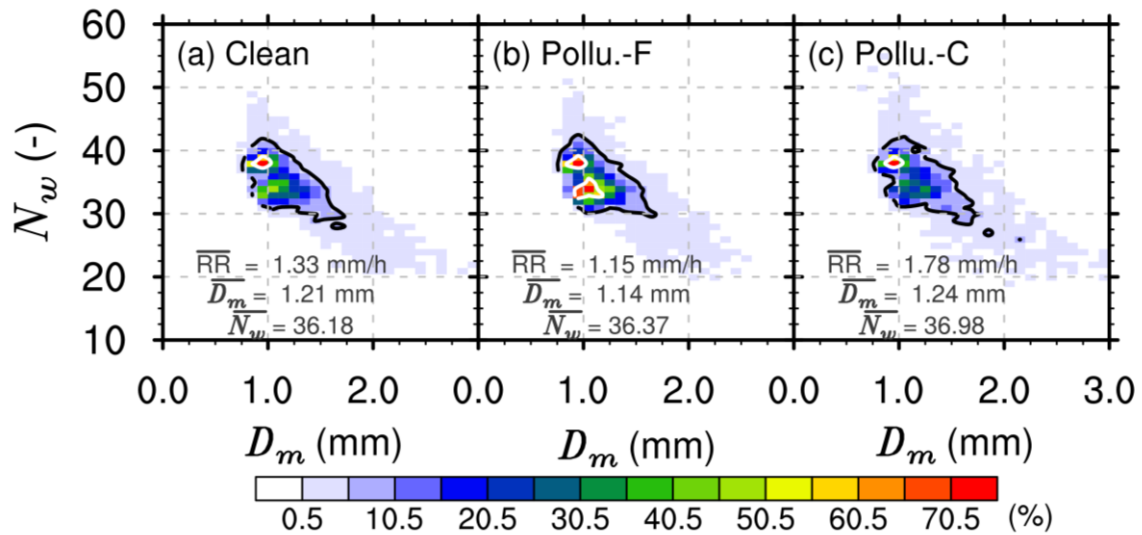 60
50
40
30
20
10
N_w (-)
(a) Clean
(b) Pollu.-F
(c) Pollu.-C
RR = 1.33 mm/h
D_m = 1.21 mm
N_w = 36.18
RR = 1.15 mm/h
D_m = 1.14 mm
N_w = 36.37
RR = 1.78 mm/h
D_m = 1.24 mm
N_w = 36.98
0.0 1.0 2.0 0.0 1.0 2.0 0.0 1.0 2.0 3.0
D_m (mm) D_m (mm) D_m (mm)
0.5 10.5 20.5 30.5 40.5 50.5 60.5 70.5 (%)